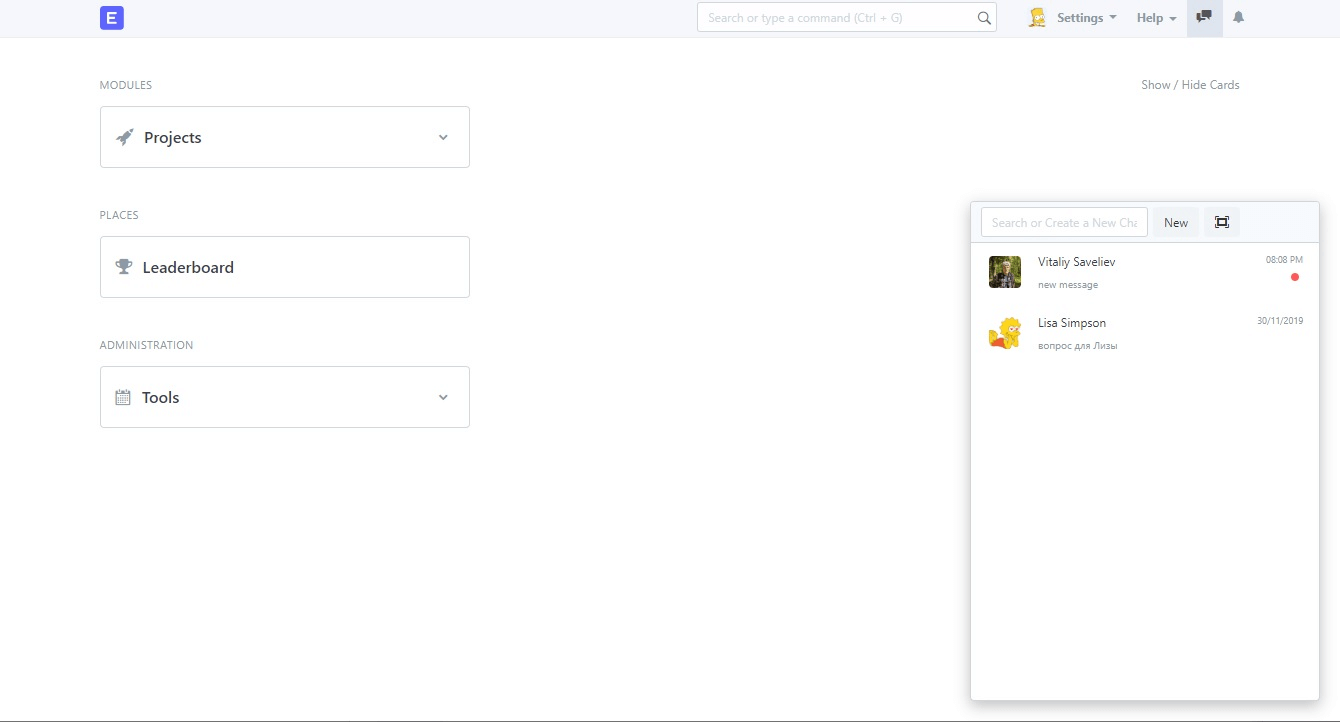 E
Search or type a command (Ctrl + G)
Settings
Help
MODULES
Show / Hide Cards
Projects
PLACES
Leaderboard
ADMINISTRATION
Tools
Search or Create a New Cha
New
Vitaliy Saveliev
08:08 PM
new message
Lisa Simpson
30/11/2019
вопрос для Лизы